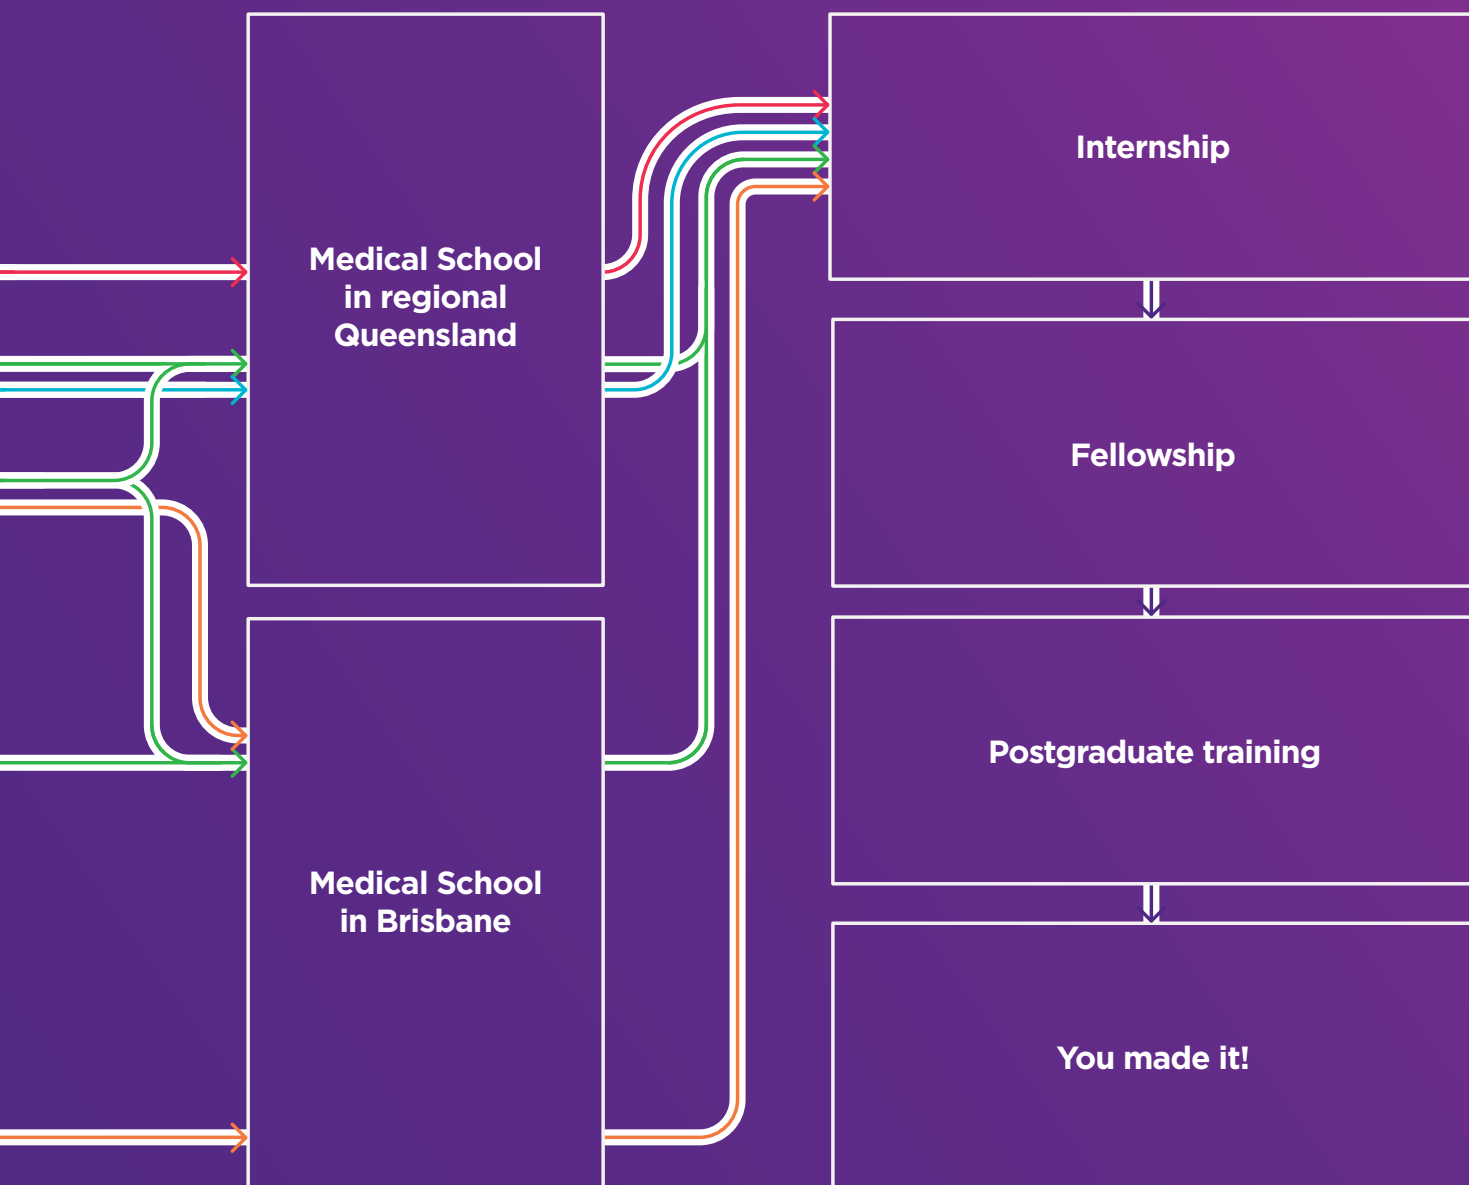 Medical School
in regional
Queensland
Medical School
in Brisbane
Internship
Fellowship
Postgraduate training
You made it!